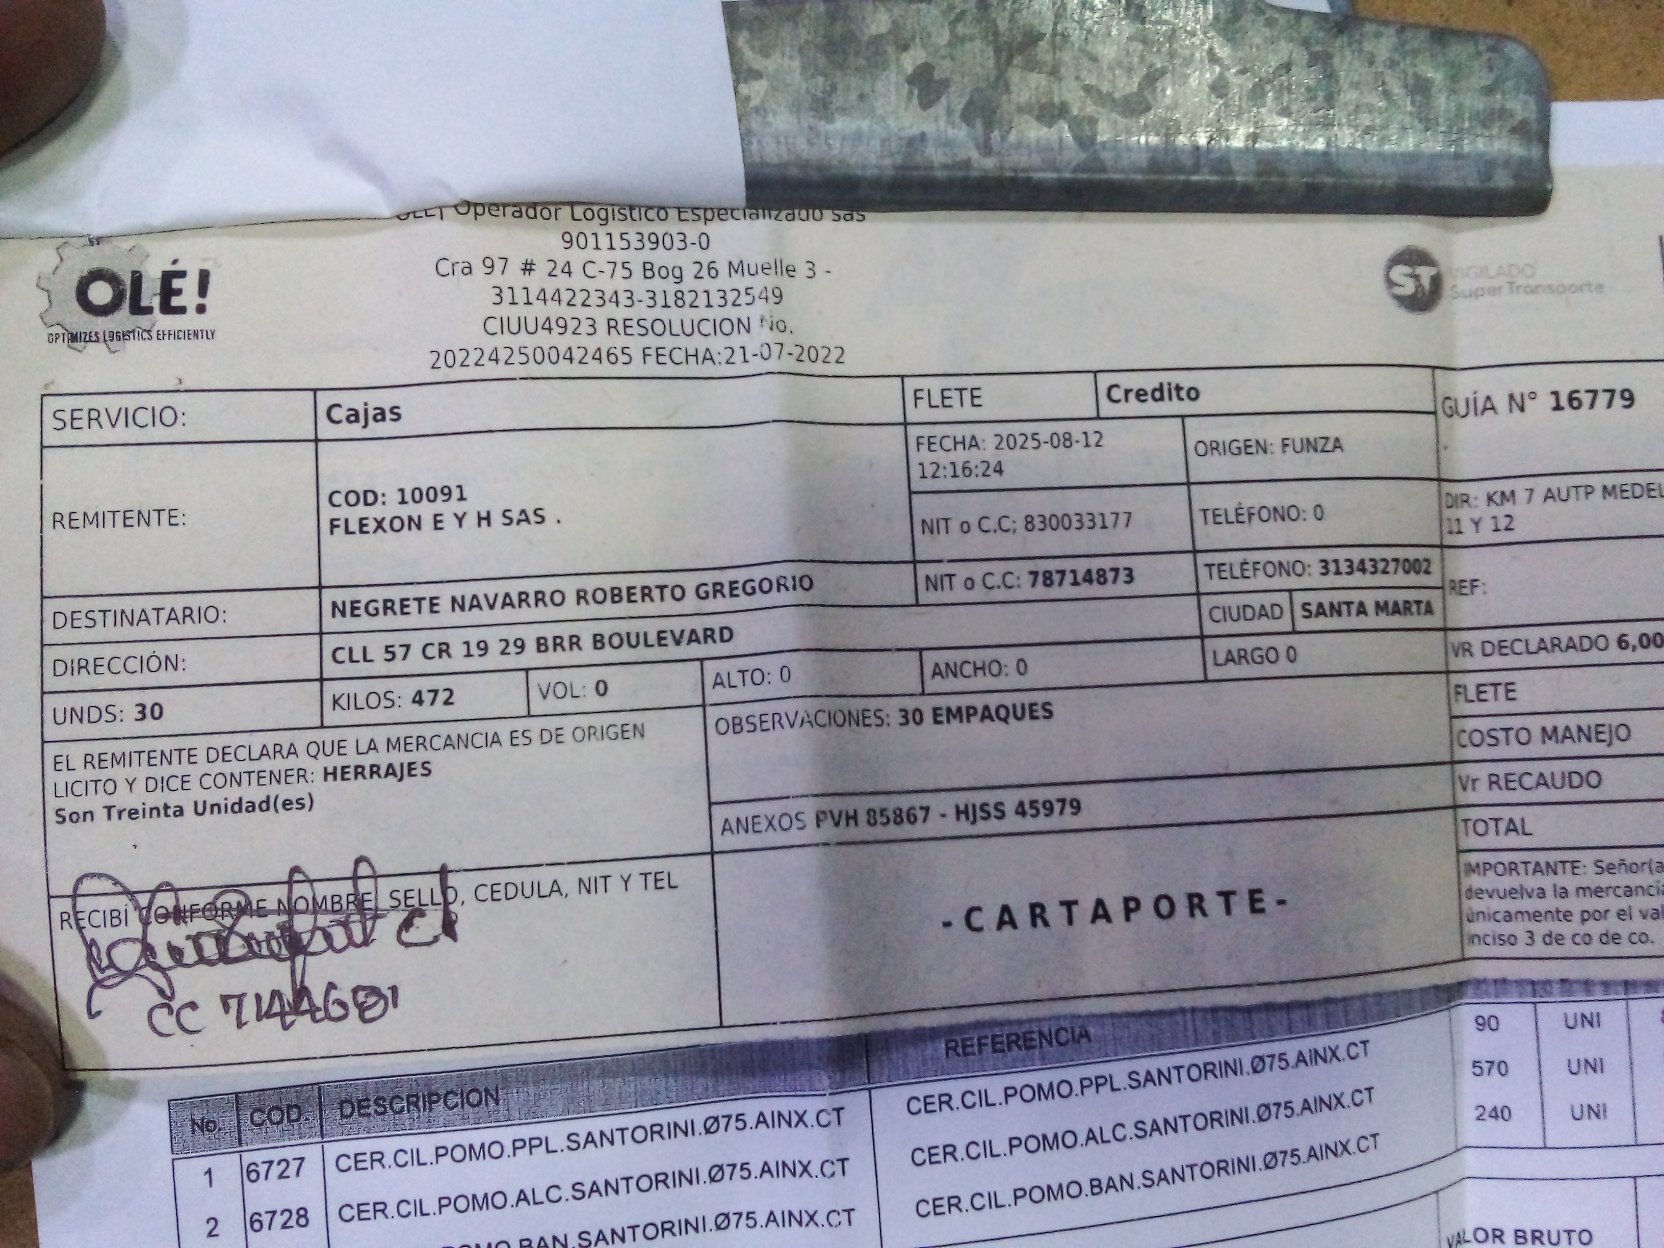 OLE! Operador Logistico Especializado sas
901153903-0
Cra 97 # 24 C-75 Bog 26 Muelle 3 -
3114422343-3182132549
CIUU4923 RESOLUCION No.
20224250042465 FECHA:21-07-2022
OLÉ!
OPTIMIZES LOGISTICS EFFICIENTLY
ST VIGILADO
SuperTransporte
SERVICIO: Cajas FLETE Credito GUÍA N° 16779
REMITENTE: COD: 10091
FLEXON E Y H SAS .
FECHA: 2025-08-12
12:16:24
ORIGEN: FUNZA
NIT o C.C; 830033177 TELÉFONO: 0
DIR: KM 7 AUTP MEDEL
11 Y 12
DESTINATARIO: NEGRETE NAVARRO ROBERTO GREGORIO NIT o C.C: 78714873 TELÉFONO: 3134327002
REF:
DIRECCIÓN: CLL 57 CR 19 29 BRR BOULEVARD CIUDAD SANTA MARTA
UNDS: 30 KILOS: 472 VOL: 0 ALTO: 0 ANCHO: 0 LARGO 0 VR DECLARADO 6,00
FLETE
COSTO MANEJO
Vr RECAUDO
TOTAL
EL REMITENTE DECLARA QUE LA MERCANCIA ES DE ORIGEN
LICITO Y DICE CONTENER: HERRAJES
Son Treinta Unidad(es)
OBSERVACIONES: 30 EMPAQUES
ANEXOS PVH 85867 - HJSS 45979
RECIBÍ CONFORME NOMBRE, SELLO, CEDULA, NIT Y TEL
CC 7144681
-CARTAPORTE-
IMPORTANTE: Señor(a
devuelva la mercancia
únicamente por el val
inciso 3 de co de co.
No. COD. DESCRIPCION REFERENCIA
1 6727 CER.CIL.POMO.PPL.SANTORINI.Ø75.AINX.CT CER.CIL.POMO.PPL.SANTORINI.Ø75.AINX.CT 90 UNI
2 6728 CER.CIL.POMO.ALC.SANTORINI.Ø75.AINX.CT CER.CIL.POMO.ALC.SANTORINI.Ø75.AINX.CT 570 UNI
OMO.BAN.SANTORINI.Ø75.AINX.CT CER.CIL.POMO.BAN.SANTORINI.Ø75.AINX.CT 240 UNI
VALOR BRUTO